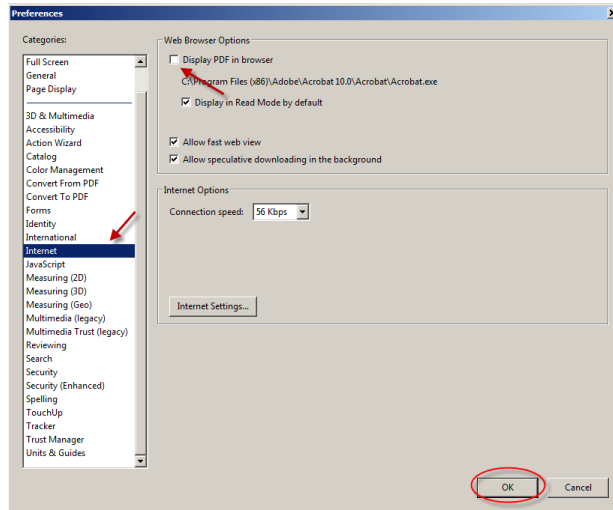 Preferences
Categories:
Full Screen
General
Page Display
3D & Multimedia
Accessibility
Action Wizard
Catalog
Color Management
Convert From PDF
Convert To PDF
Forms
Identity
International
Internet
JavaScript
Measuring (2D)
Measuring (3D)
Measuring (Geo)
Multimedia (legacy)
Multimedia Trust (legacy)
Reviewing
Search
Security
Security (Enhanced)
Spelling
TouchUp
Tracker
Trust Manager
Units & Guides
Web Browser Options
Display PDF in browser
C:\Program Files (x86)\Adobe\Acrobat 10.0\Acrobat\Acrobat.exe
Display in Read Mode by default
Allow fast web view
Allow speculative downloading in the background
Internet Options
Connection speed: 56 Kbps
Internet Settings...
OK Cancel